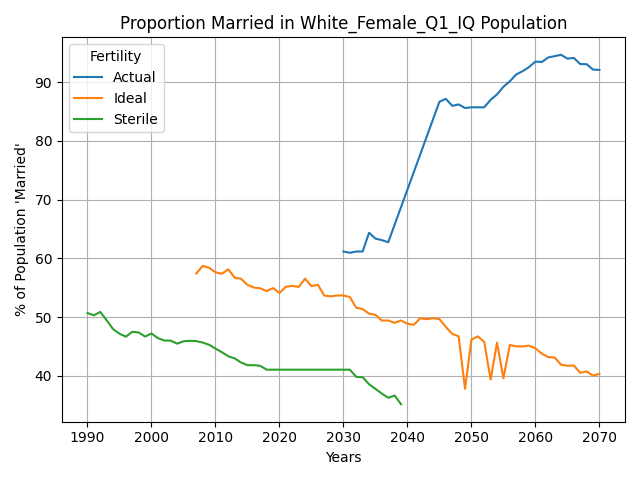 Proportion Married in White_Female_Q1_IQ Population
% of Population 'Married'
Fertility
Actual
Ideal
Sterile
90
80
70
60
50
40
1990 2000 2010 2020 2030 2040 2050 2060 2070
Years